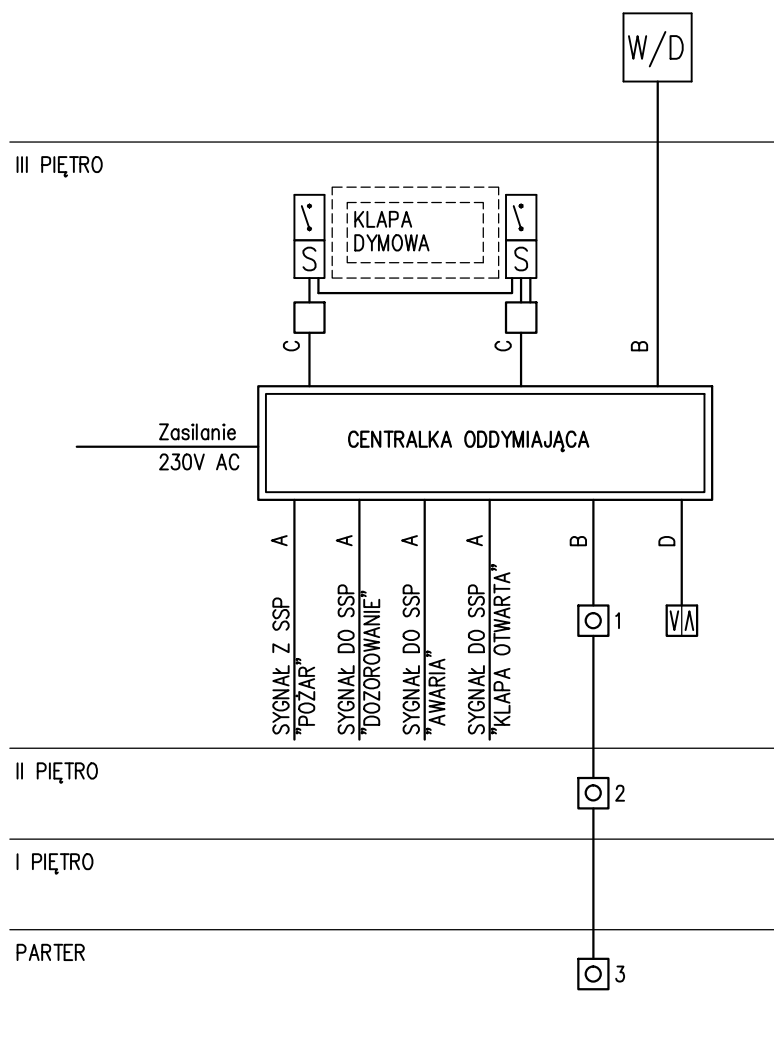 W/D
III PIĘTRO
KLAPA
DYMOWA
S
S
C
C
B
Zasilanie
230V AC
CENTRALKA ODDYMIAJĄCA
A
A
A
A
B
D
SYGNAŁ Z SSP
"POŻAR"
SYGNAŁ DO SSP
"DOZOROWANIE"
SYGNAŁ DO SSP
"AWARIA"
SYGNAŁ DO SSP
"KLAPA OTWARTA"
1
II PIĘTRO
2
I PIĘTRO
PARTER
3